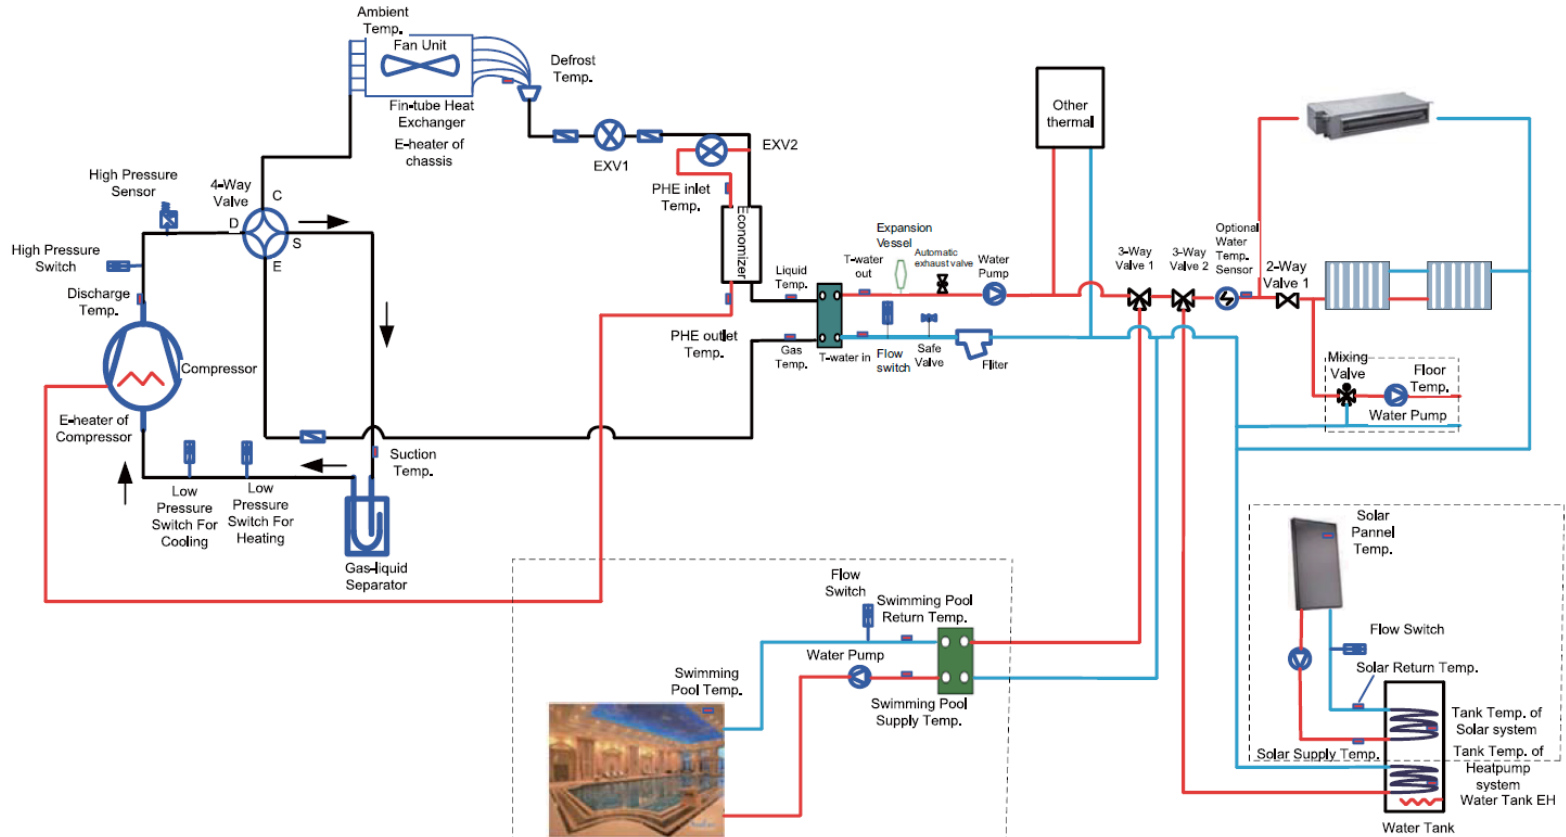 Ambient
Temp.
Fan Unit
Defrost
Temp.
Fin-tube Heat
Exchanger
E-heater of
chassis
EXV1
EXV2
High Pressure
Sensor
4-Way
Valve
C
D
S
E
High Pressure
Switch
Discharge
Temp.
Compressor
E-heater of
Compressor
Low
Pressure
Switch For
Cooling
Low
Pressure
Switch For
Heating
Suction
Temp.
Gas-liquid
Separator
PHE inlet
Temp.
Economizer
PHE outlet
Temp.
Liquid
Temp.
Gas
Temp.
T-water
out
Expansion
Vessel
Automatic
exhaust valve
Water
Pump
T-water in
Flow
switch
Safe
Valve
Fliter
Other
thermal
3-Way
Valve 1
3-Way
Valve 2
Optional
Water
Temp.
Sensor
2-Way
Valve 1
Mixing
Valve
Floor
Temp.
Water Pump
Flow
Switch
Swimming Pool
Return Temp.
Water Pump
Swimming
Pool Temp.
Swimming Pool
Supply Temp.
Solar
Pannel
Temp.
Flow Switch
Solar Return Temp.
Tank Temp. of
Solar system
Solar Supply Temp.
Tank Temp. of
Heatpump
system
Water Tank EH
Water Tank